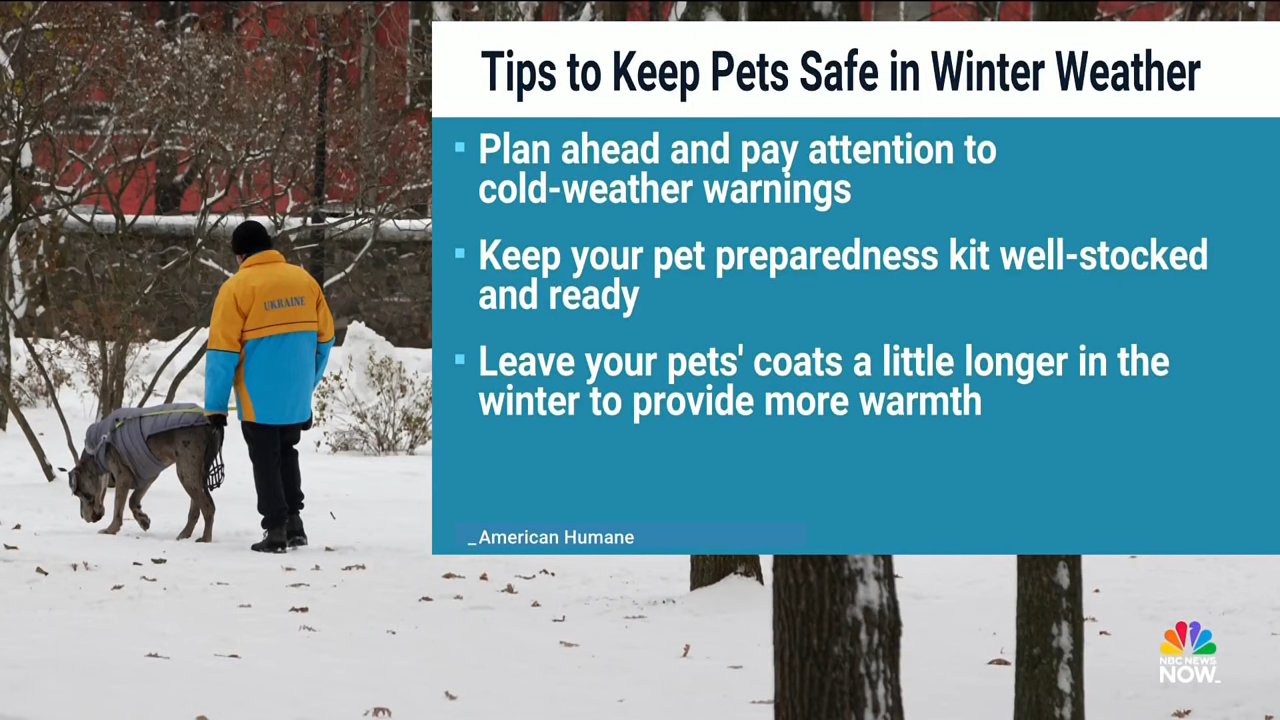 Tips to Keep Pets Safe in Winter Weather
▪ Plan ahead and pay attention to
cold-weather warnings
▪ Keep your pet preparedness kit well-stocked
and ready
▪ Leave your pets' coats a little longer in the
winter to provide more warmth
_American Humane
UKRAINE
NBC NEWS
NOW_